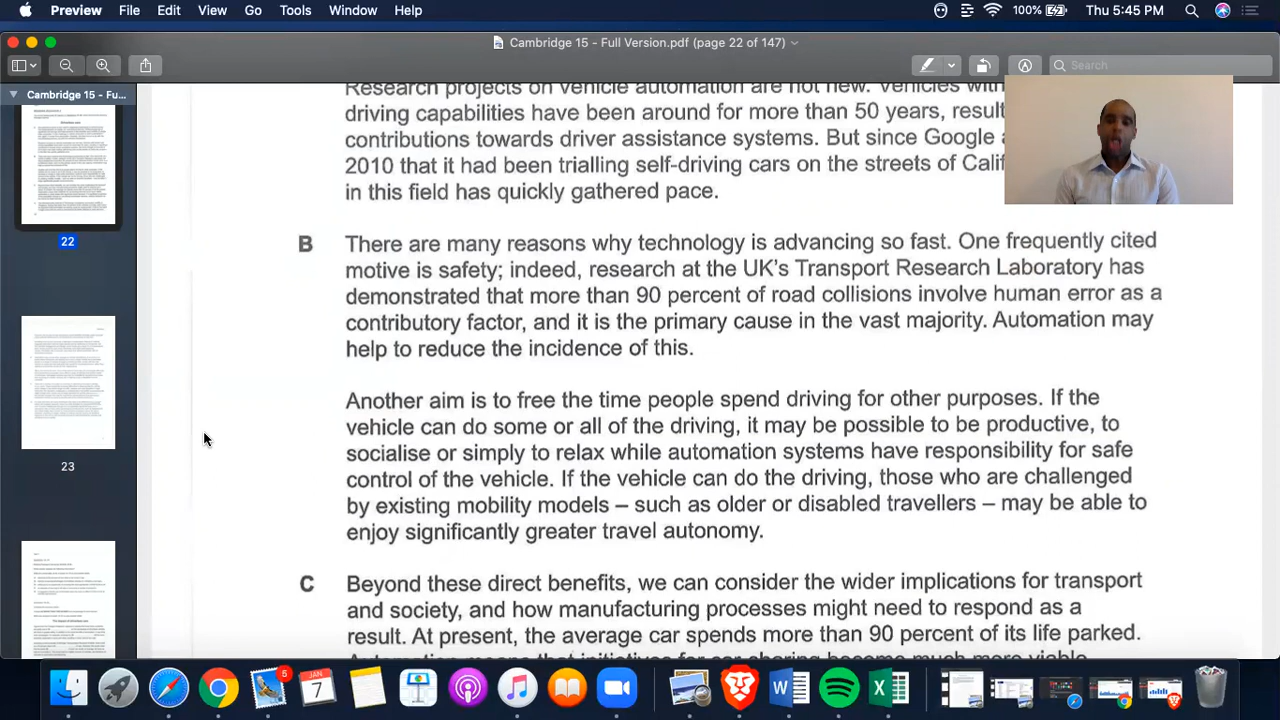 Preview File Edit View Go Tools Window Help
100% Thu 5:45 PM
Cambridge 15 - Full Version.pdf (page 22 of 147)
Search
Cambridge 15 - Fu...
22
23
Research projects on vehicle automation are not new. Vehicles
driving capabilities have been around for more than 50 years,
contributions towards driver assistance systems. But since Google
2010 that it had been trialling self-driving cars on the streets of
in this field has quickly gathered pace.
B There are many reasons why technology is advancing so fast. One frequently cited
motive is safety; indeed, research at the UK's Transport Research Laboratory has
demonstrated that more than 90 percent of road collisions involve human error as a
contributory factor, and it is the primary cause in the vast majority. Automation may
help to reduce the incidence of this.
Another aim is to free the time people spend driving for other purposes. If the
vehicle can do some or all of the driving, it may be possible to be productive, to
socialise or simply to relax while automation systems have responsibility for safe
control of the vehicle. If the vehicle can do the driving, those who are challenged
by existing mobility models – such as older or disabled travellers – may be able to
enjoy significantly greater travel autonomy.
C Beyond these direct benefits, we can consider the wider implications for transport
and society, and how manufacturing processes might need to respond as a
result. At present, the average car spends more than 90 percent of its life parked.
5
JAN
7